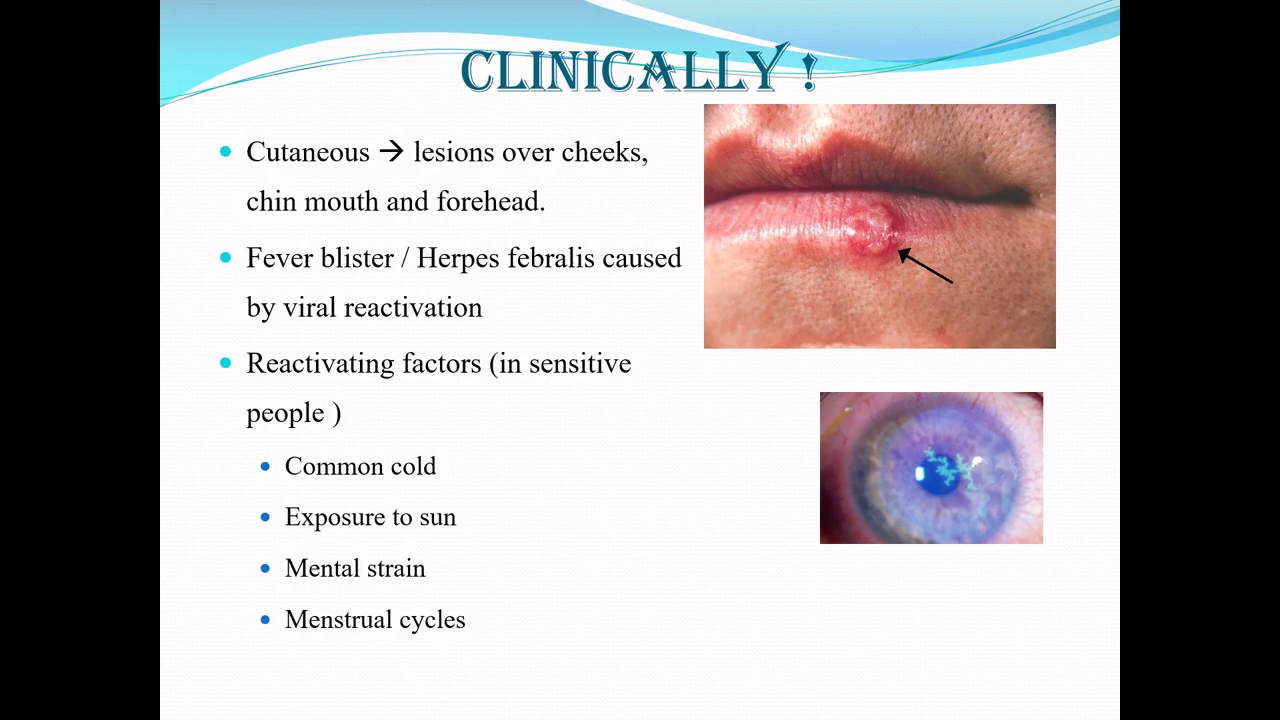 CLINICALLY !
Cutaneous → lesions over cheeks,
chin mouth and forehead.
Fever blister / Herpes febralis caused
by viral reactivation
Reactivating factors (in sensitive
people )
Common cold
Exposure to sun
Mental strain
Menstrual cycles